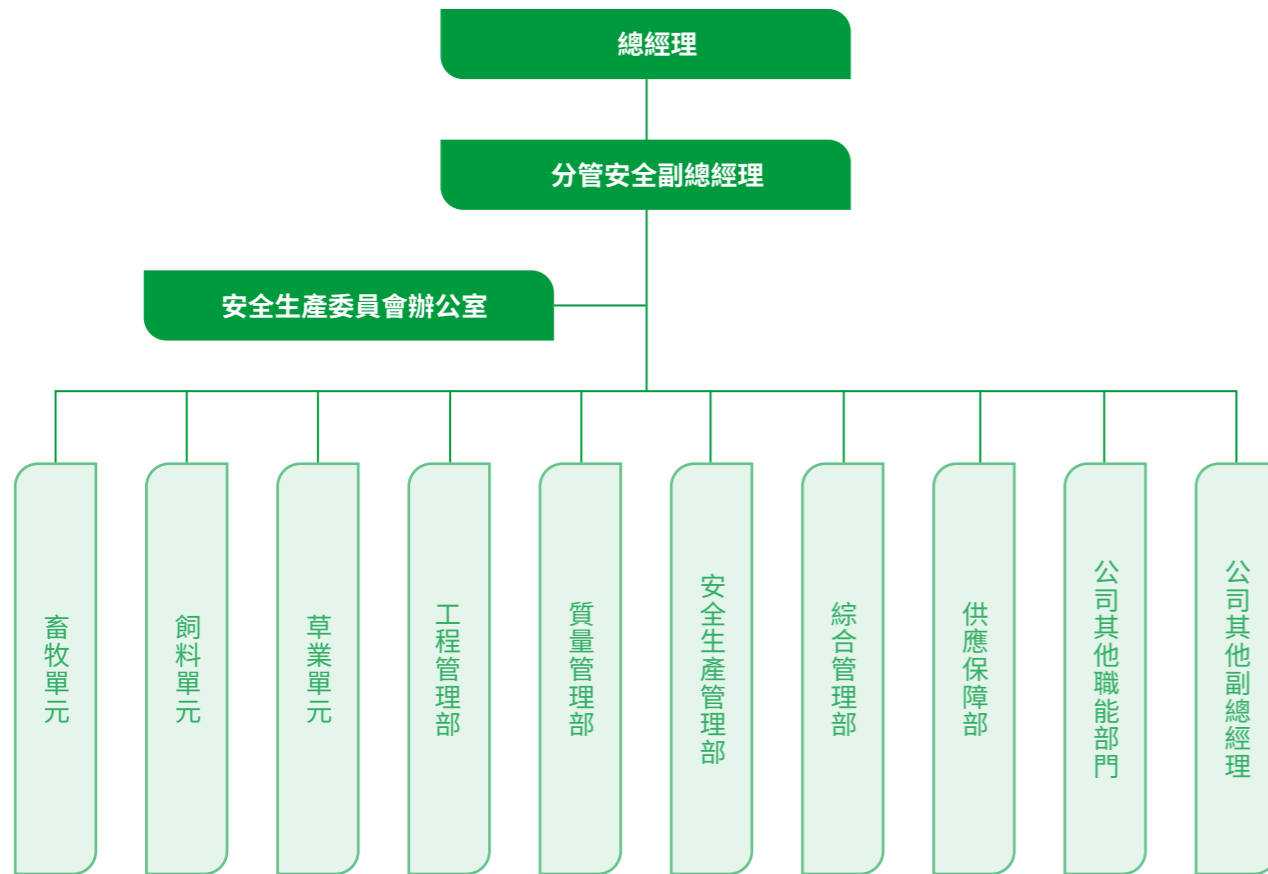 總經理
分管安全副總經理
安全生產委員會辦公室
畜牧單元
飼料單元
草業單元
工程管理部
質量管理部
安全生產管理部
綜合管理部
供應保障部
公司其他職能部門
公司其他副總經理